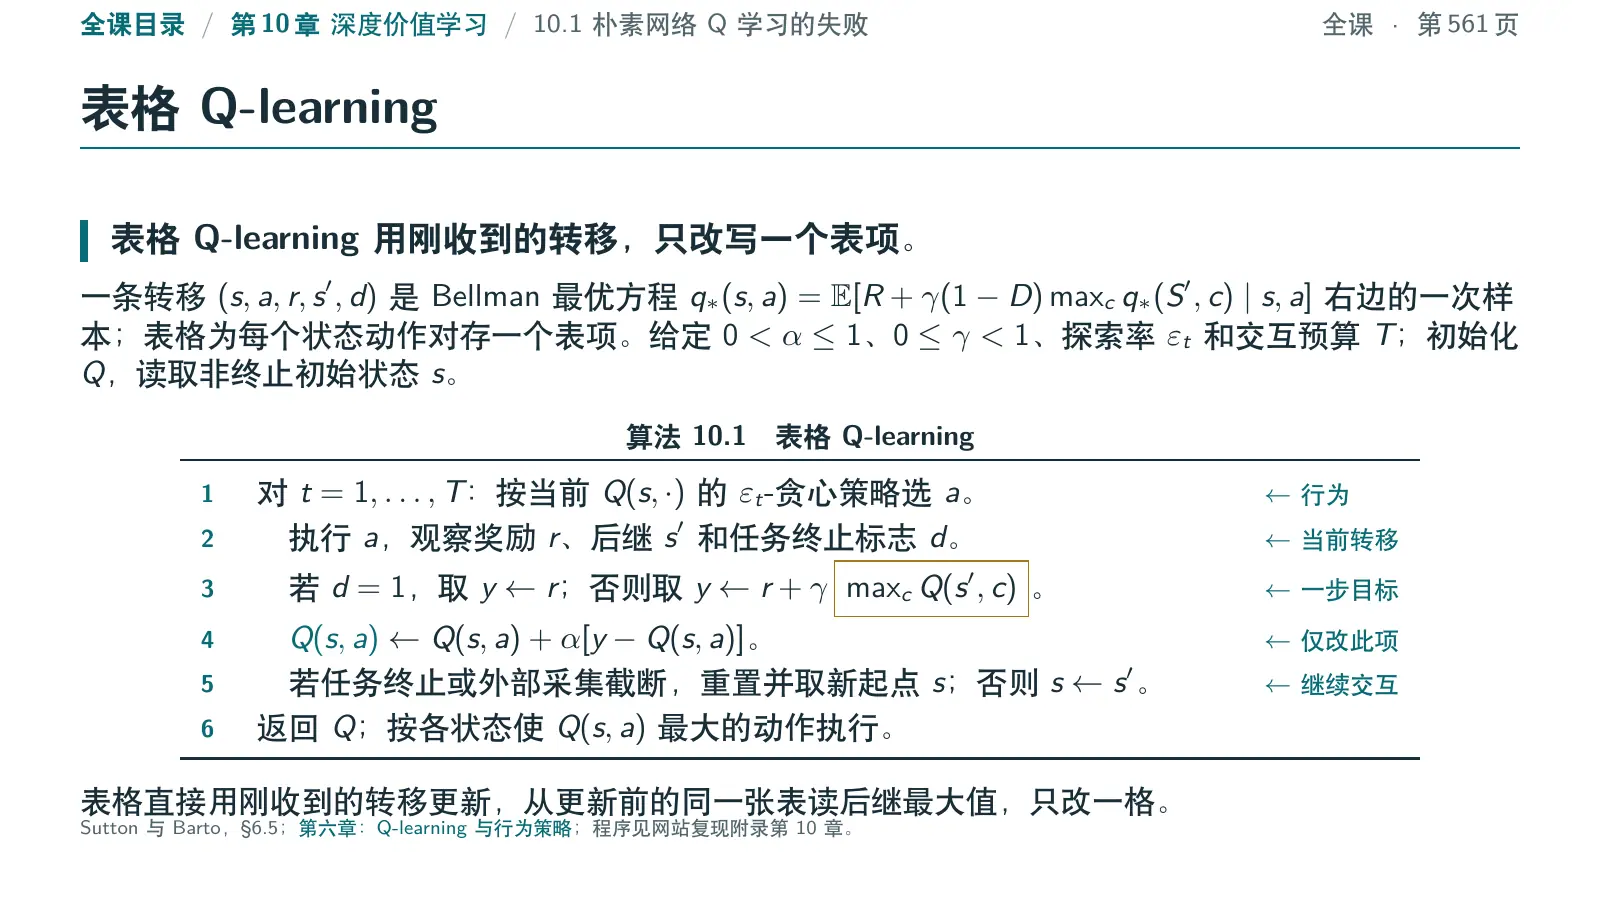 全课目录 / 第 10 章 深度价值学习 / 10.1 朴素网络 Q 学习的失败
全课 · 第 561 页
表格 Q-learning
表格 Q-learning 用刚收到的转移，只改写一个表项。
一条转移 (s, a, r, s′, d) 是 Bellman 最优方程 q∗(s, a) = 𝔼[R + γ(1 − D) max_c q∗(S′, c) | s, a] 右边的一次样
本；表格为每个状态动作对存一个表项。给定 0 < α ≤ 1、0 ≤ γ < 1、探索率 ε_t 和交互预算 T；初始化
Q，读取非终止初始状态 s。
算法 10.1 表格 Q-learning
1 对 t = 1, . . . , T：按当前 Q(s, ·) 的 ε_t-贪心策略选 a。 ← 行为
2 执行 a，观察奖励 r、后继 s′ 和任务终止标志 d。 ← 当前转移
3 若 d = 1，取 y ← r；否则取 y ← r + γ max_c Q(s′, c) 。 ← 一步目标
4 Q(s, a) ← Q(s, a) + α[y − Q(s, a)]。 ← 仅改此项
5 若任务终止或外部采集截断，重置并取新起点 s；否则 s ← s′。 ← 继续交互
6 返回 Q；按各状态使 Q(s, a) 最大的动作执行。
表格直接用刚收到的转移更新，从更新前的同一张表读后继最大值，只改一格。
Sutton 与 Barto，§6.5；第六章：Q-learning 与行为策略；程序见网站复现附录第 10 章。